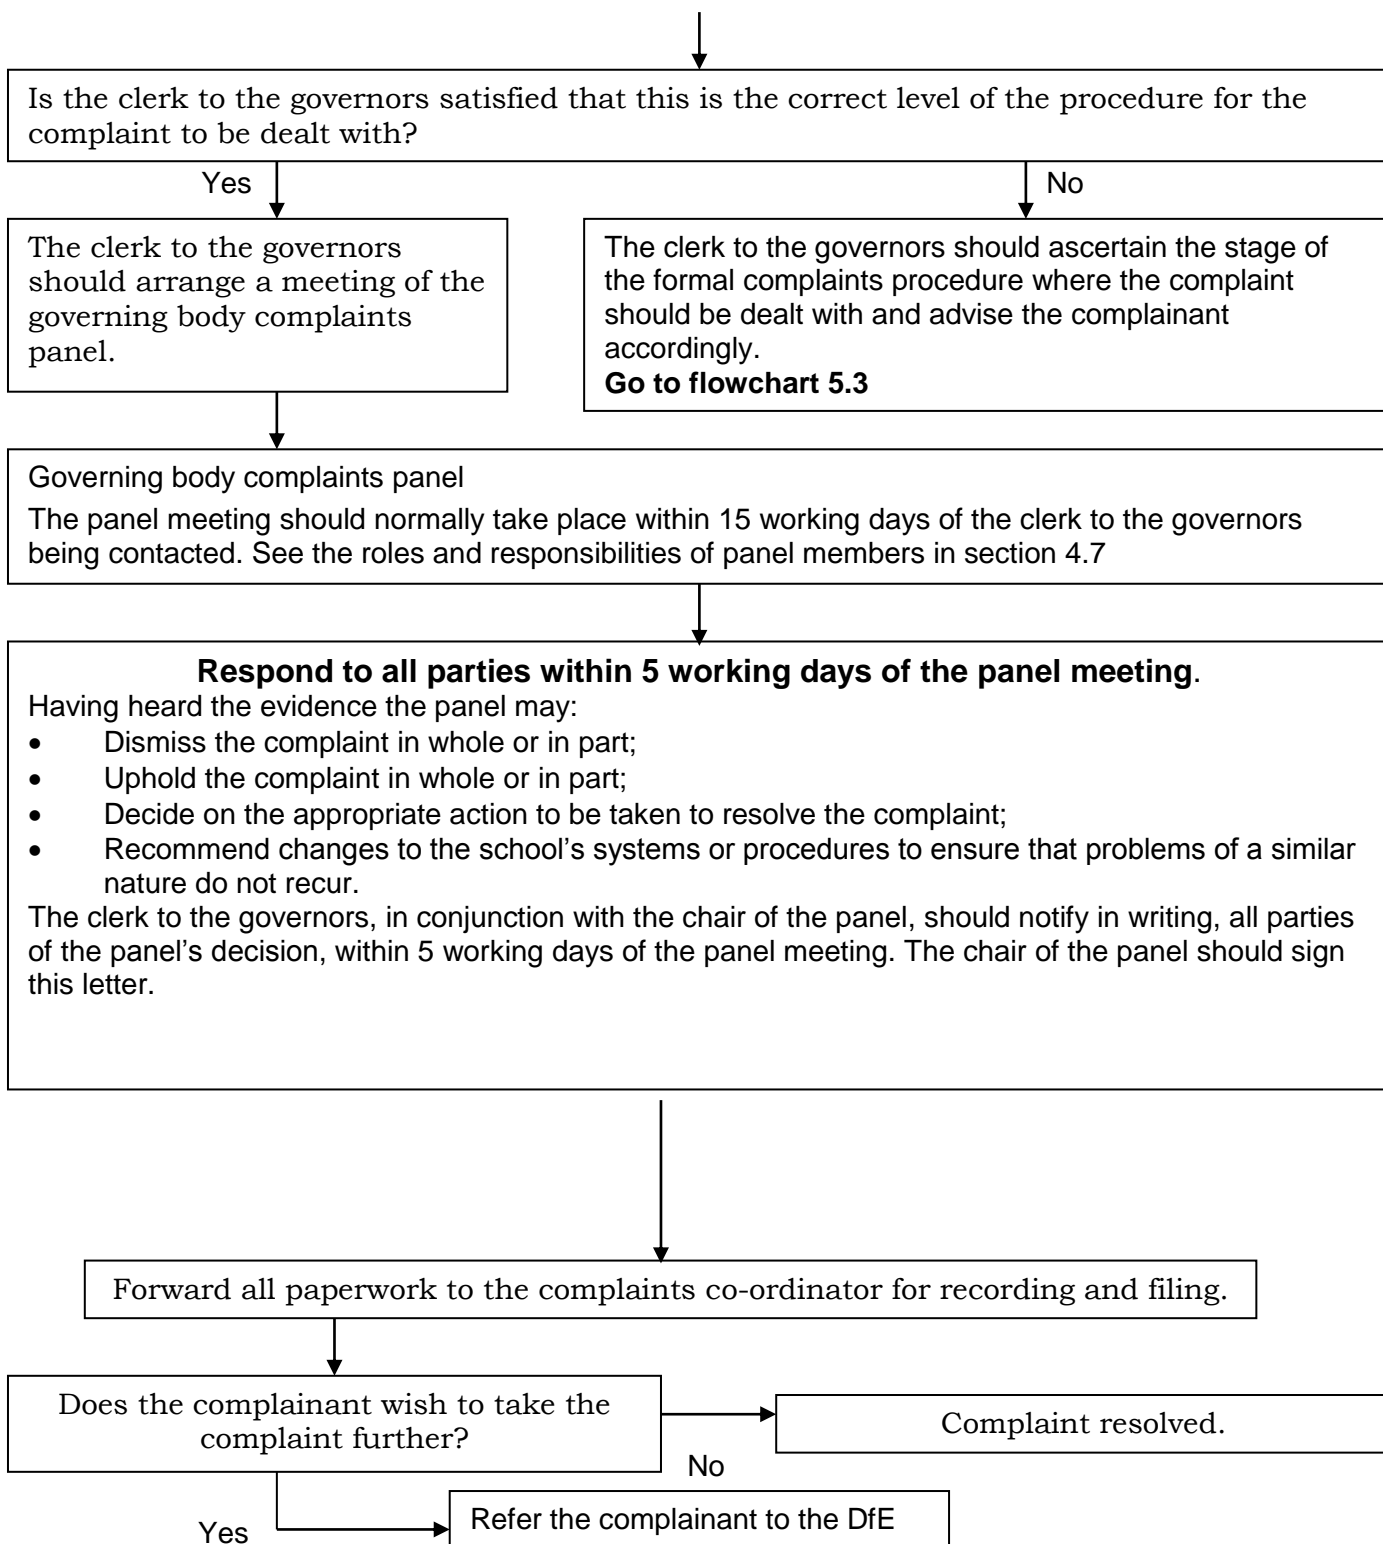 Is the clerk to the governors satisfied that this is the correct level of the procedure for the
complaint to be dealt with?
Yes
No
The clerk to the governors
should arrange a meeting of the
governing body complaints
panel.
The clerk to the governors should ascertain the stage of
the formal complaints procedure where the complaint
should be dealt with and advise the complainant
accordingly.
Go to flowchart 5.3
Governing body complaints panel
The panel meeting should normally take place within 15 working days of the clerk to the governors
being contacted. See the roles and responsibilities of panel members in section 4.7
Respond to all parties within 5 working days of the panel meeting.
Having heard the evidence the panel may:
• Dismiss the complaint in whole or in part;
• Uphold the complaint in whole or in part;
• Decide on the appropriate action to be taken to resolve the complaint;
• Recommend changes to the school's systems or procedures to ensure that problems of a similar
nature do not recur.
The clerk to the governors, in conjunction with the chair of the panel, should notify in writing, all parties
of the panel's decision, within 5 working days of the panel meeting. The chair of the panel should sign
this letter.
Forward all paperwork to the complaints co-ordinator for recording and filing.
Does the complainant wish to take the
complaint further?
Complaint resolved.
No
Yes
Refer the complainant to the DfE